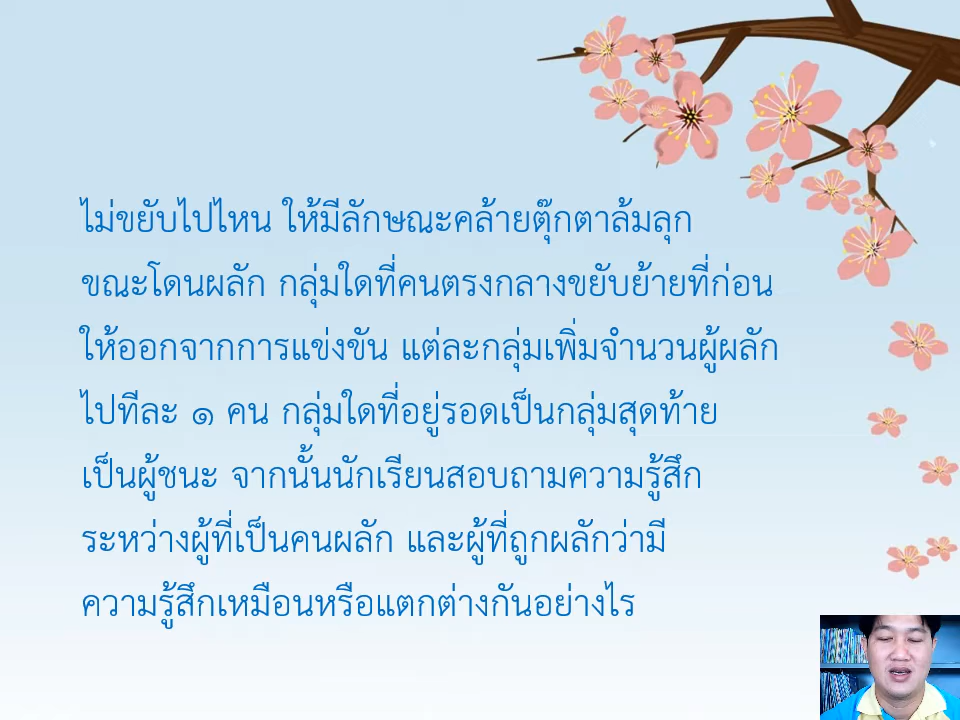 ไม่ขยับไปไหน ให้มีลักษณะคล้ายตุ๊กตาล้มลุก
ขณะโดนผลัก กลุ่มใดที่คนตรงกลางขยับย้ายที่ก่อน
ให้ออกจากการแข่งขัน แต่ละกลุ่มเพิ่มจำนวนผู้ผลัก
ไปทีละ ๑ คน กลุ่มใดที่อยู่รอดเป็นกลุ่มสุดท้าย
เป็นผู้ชนะ จากนั้นนักเรียนสอบถามความรู้สึก
ระหว่างผู้ที่เป็นคนผลัก และผู้ที่ถูกผลักว่ามี
ความรู้สึกเหมือนหรือแตกต่างกันอย่างไร